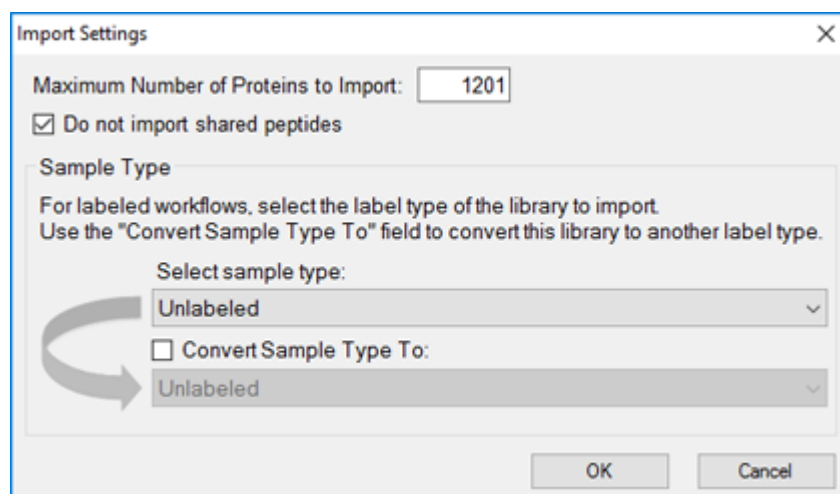 Import Settings
Maximum Number of Proteins to Import: 1201
Do not import shared peptides
Sample Type
For labeled workflows, select the label type of the library to import.
Use the "Convert Sample Type To" field to convert this library to another label type.
Select sample type:
Unlabeled
Convert Sample Type To:
Unlabeled
OK Cancel